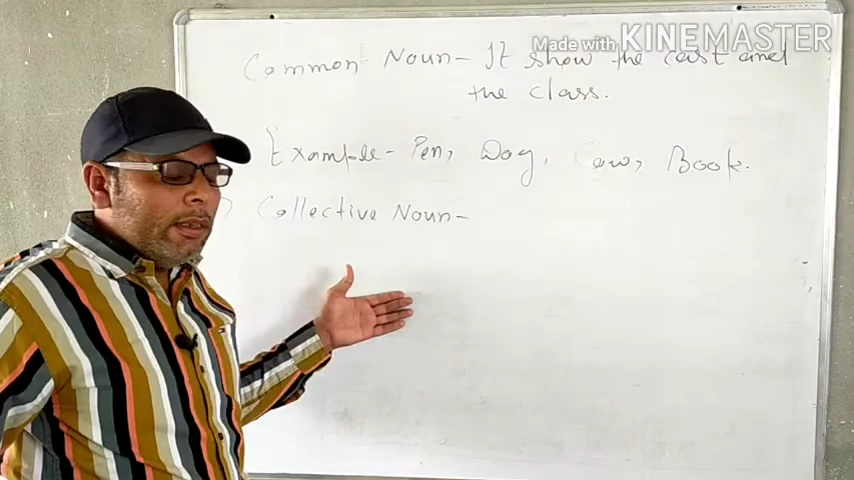 Made with KINEMASTER
Common Noun - It show the cast and
the class.
Example - Pen, Dog, Cow, Book.
Collective Noun -